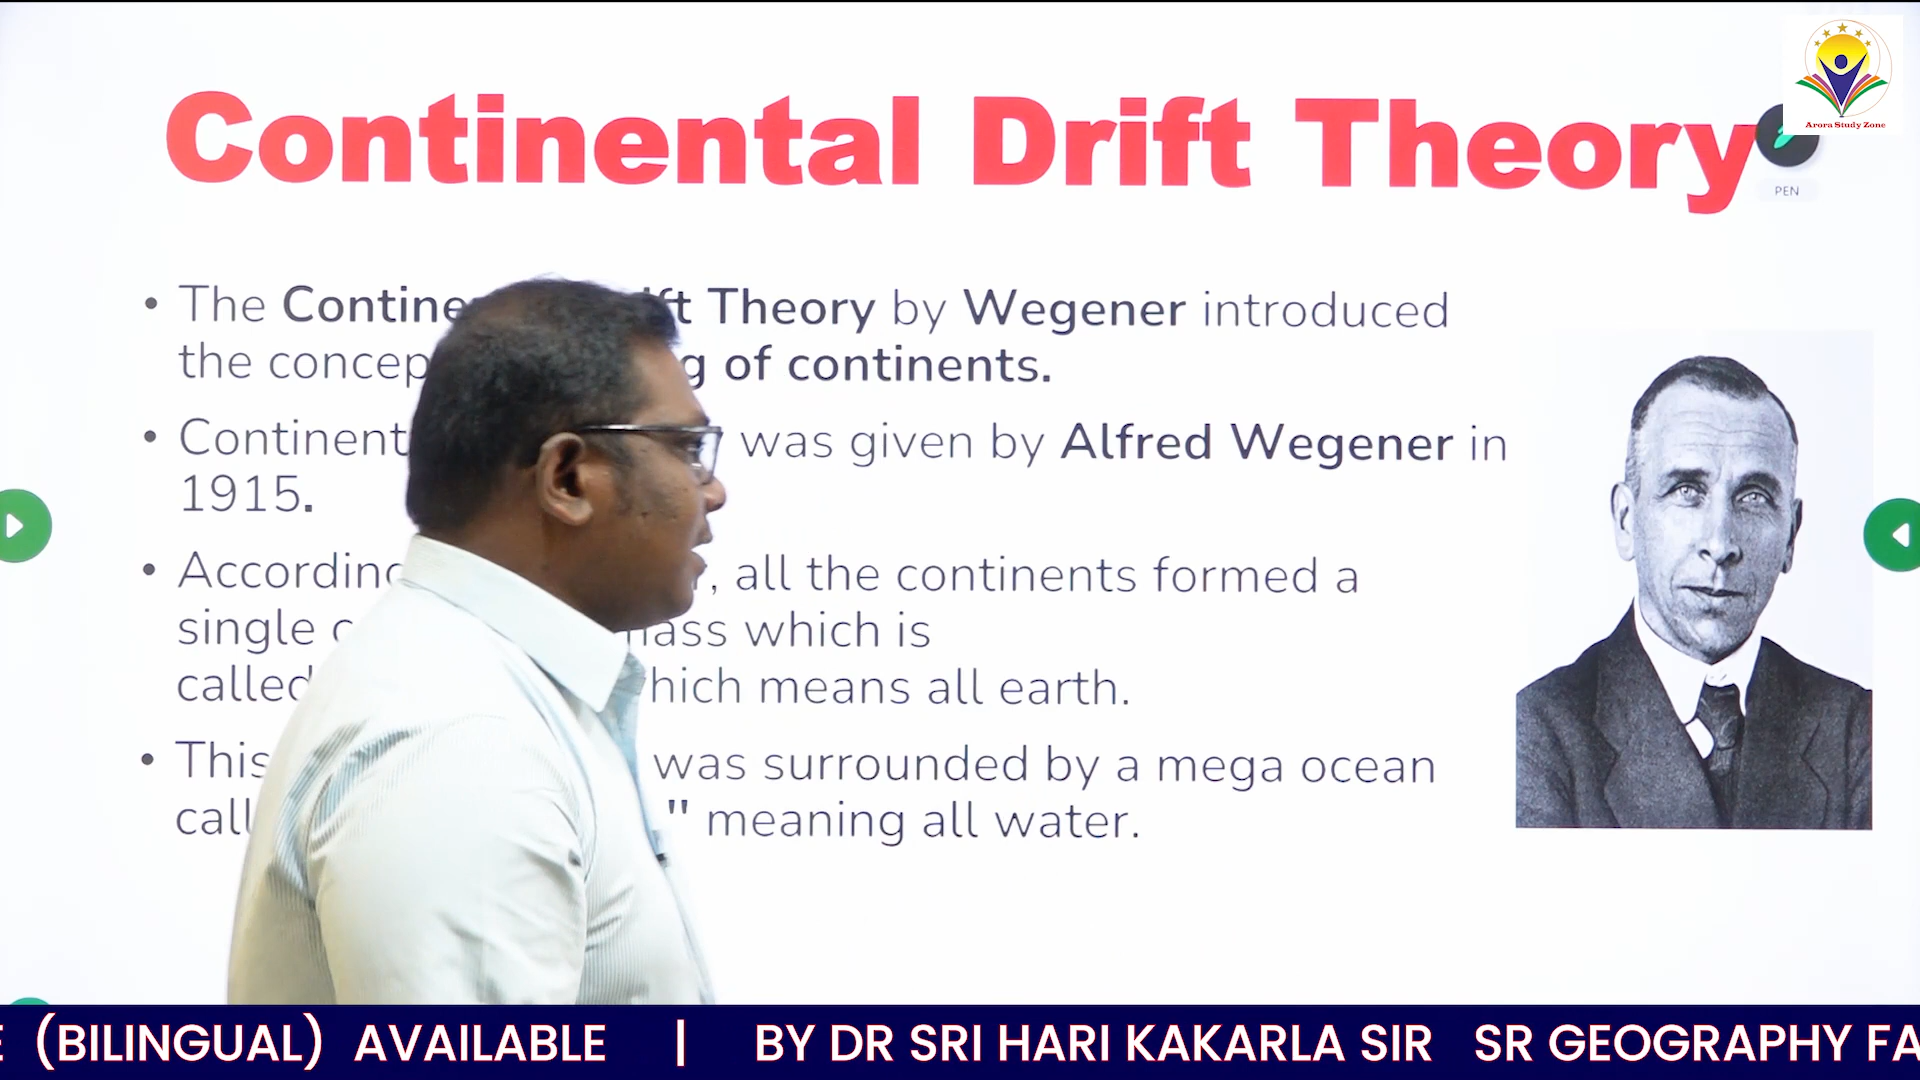 Arora Study Zone
Continental Drift Theory
PEN
• The Contine ft Theory by Wegener introduced
the concep g of continents.
• Continent was given by Alfred Wegener in
1915.
• According , all the continents formed a
single c mass which is
called hich means all earth.
• This was surrounded by a mega ocean
call " meaning all water.
E (BILINGUAL) AVAILABLE | BY DR SRI HARI KAKARLA SIR SR GEOGRAPHY FA